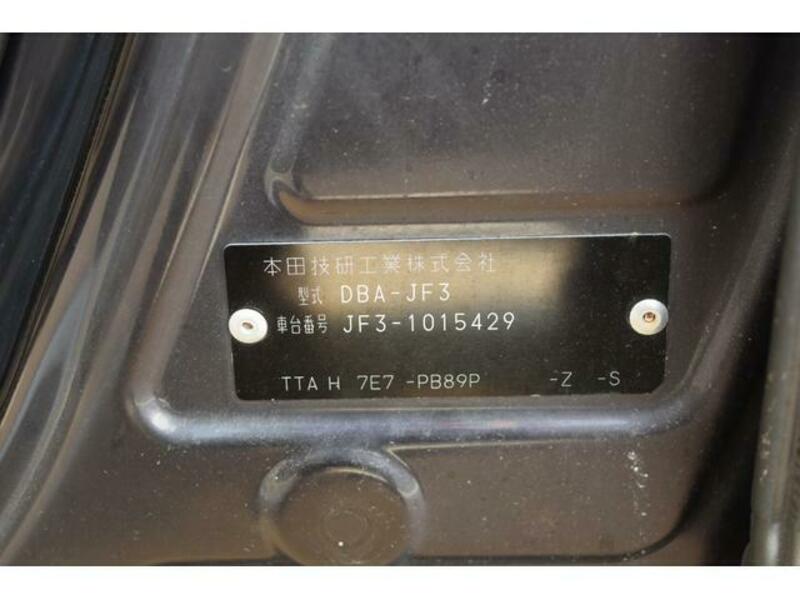 本田技研工業株式会社
型式 DBA-JF3
車台番号 JF3-1015429
TTA H 7E7 -PB89P -Z -S